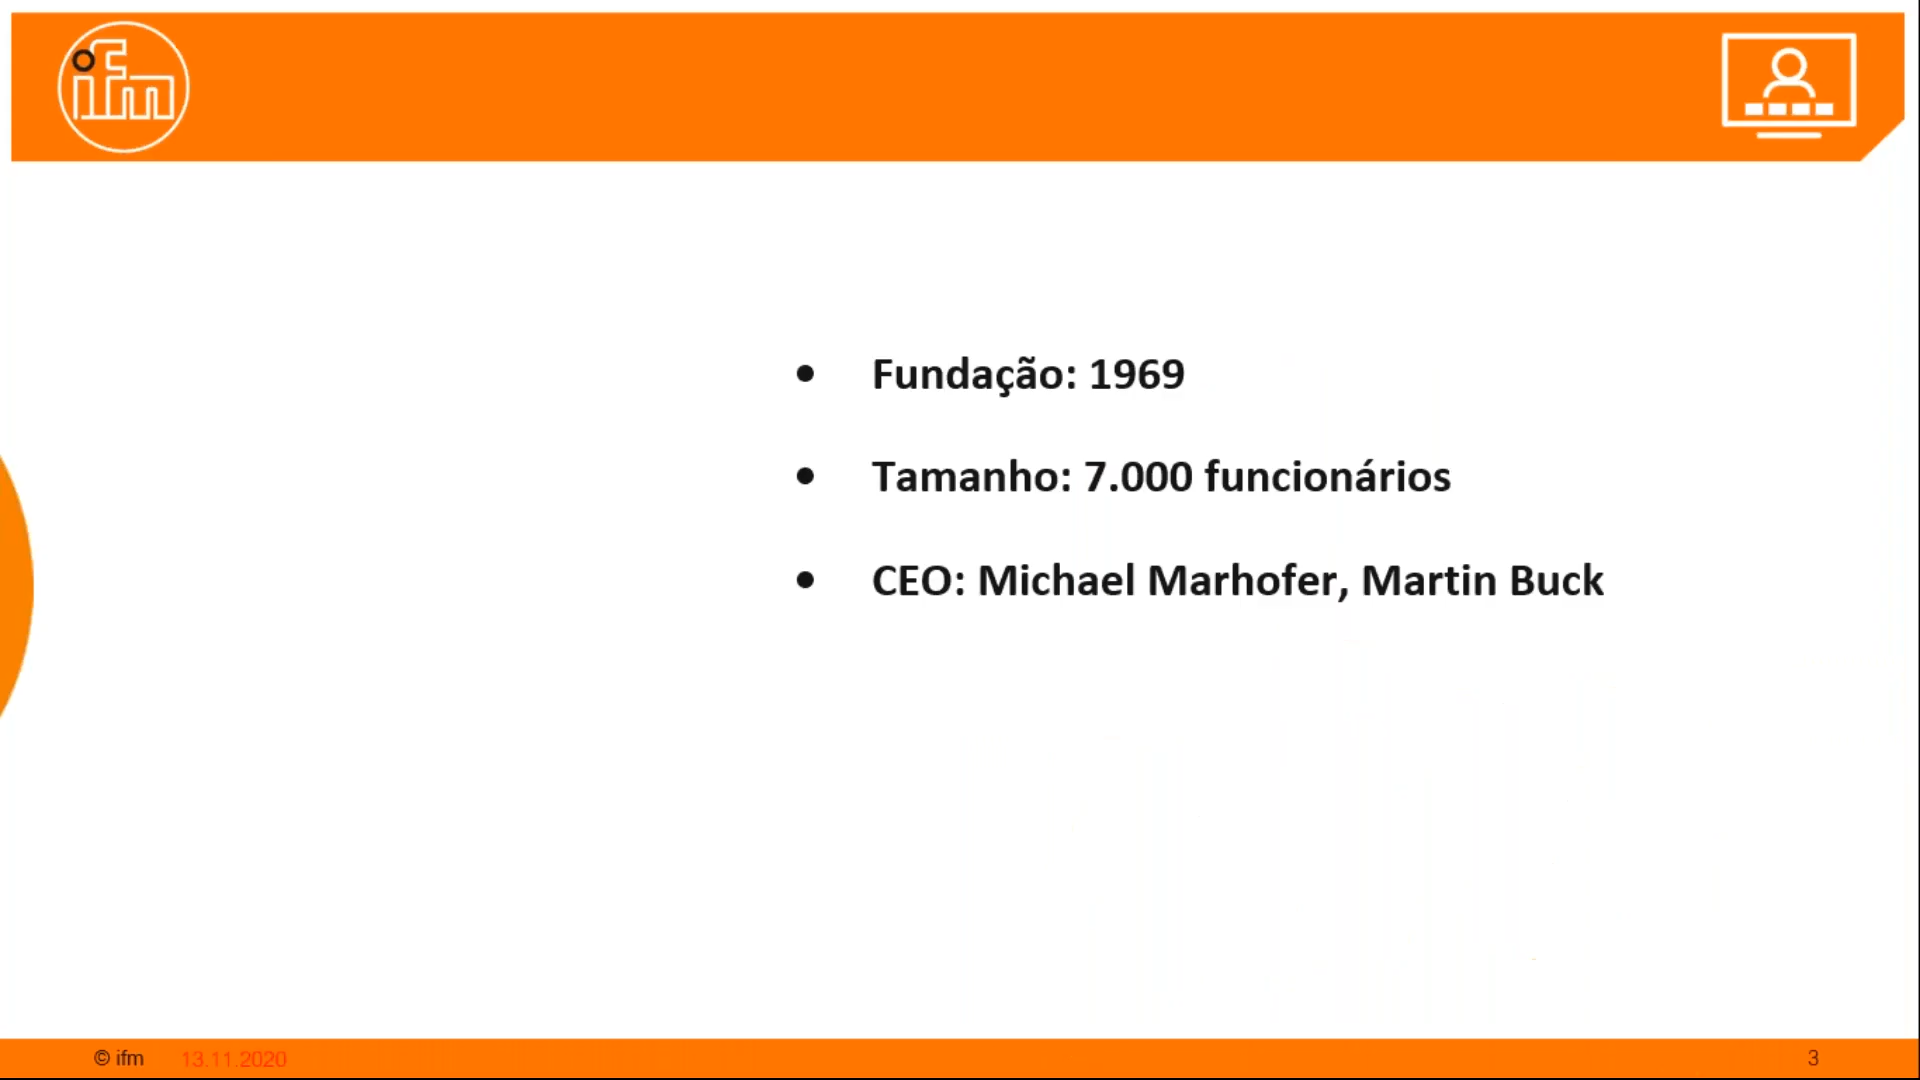 ifm
• Fundação: 1969
• Tamanho: 7.000 funcionários
• CEO: Michael Marhofer, Martin Buck
© ifm 13.11.2020 3